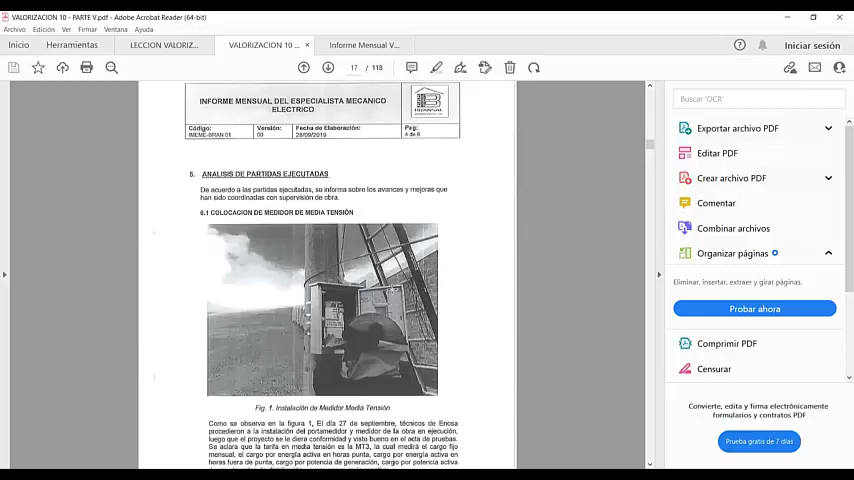 VALORIZACION 10 - PARTE V.pdf - Adobe Acrobat Reader (64-bit)
Archivo Edición Ver Firmar Ventana Ayuda
Inicio Herramientas LECCION VALORIZ... VALORIZACION 10 ... × Informe Mensual V... Iniciar sesión
17 / 118
INFORME MENSUAL DEL ESPECIALISTA MECANICO
ELECTRICO
Código: Versión: Fecha de Elaboración: Pag:
00 28/09/2019 4 de 8
5. ANALISIS DE PARTIDAS EJECUTADAS
De acuerdo a las partidas ejecutadas, se informa sobre los avances y mejoras que
han sido coordinadas con supervisión de obra.
6.1 COLOCACION DE MEDIDOR DE MEDIA TENSIÓN
Fig. 1. Instalación de Medidor Media Tensión
Como se observa en la figura 1, El día 27 de septiembre, técnicos de Enosa
procedieron a la instalación del portamedidor y medidor de la obra en ejecución,
luego que el proyecto se le diera conformidad y visto bueno en el acta de pruebas.
Se aclara que la tarifa en media tensión es la MT3, la cual medirá el cargo fijo
mensual, el cargo por energía activa en horas punta, cargo por energía activa en
horas fuera de punta, cargo por potencia de generación, cargo por potencia activa
Buscar 'OCR'
Exportar archivo PDF
Editar PDF
Crear archivo PDF
Comentar
Combinar archivos
Organizar páginas
Eliminar, insertar, extraer y girar páginas.
Probar ahora
Comprimir PDF
Censurar
Convierte, edita y firma electrónicamente
formularios y contratos PDF
Prueba gratis de 7 días